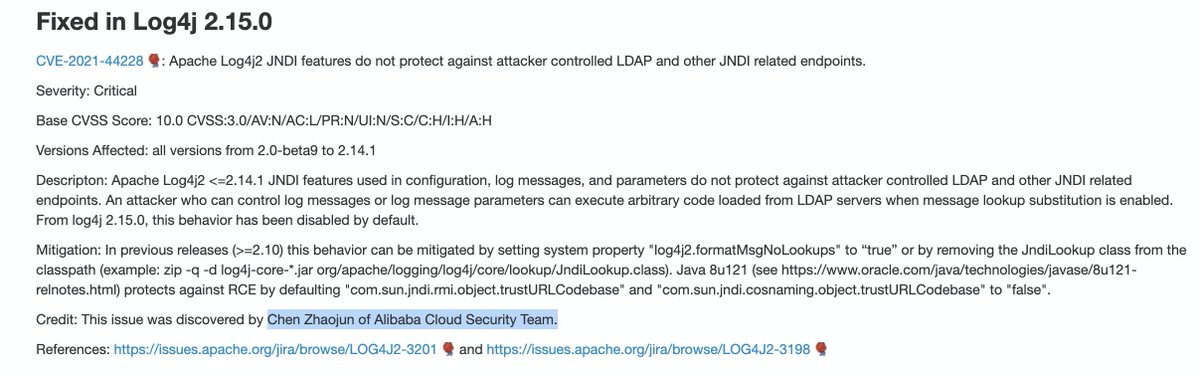 Fixed in Log4j 2.15.0
CVE-2021-44228 : Apache Log4j2 JNDI features do not protect against attacker controlled LDAP and other JNDI related endpoints.
Severity: Critical
Base CVSS Score: 10.0 CVSS:3.0/AV:N/AC:L/PR:N/UI:N/S:C/C:H/I:H/A:H
Versions Affected: all versions from 2.0-beta9 to 2.14.1
Descripton: Apache Log4j2 <=2.14.1 JNDI features used in configuration, log messages, and parameters do not protect against attacker controlled LDAP and other JNDI related
endpoints. An attacker who can control log messages or log message parameters can execute arbitrary code loaded from LDAP servers when message lookup substitution is enabled.
From log4j 2.15.0, this behavior has been disabled by default.
Mitigation: In previous releases (>=2.10) this behavior can be mitigated by setting system property "log4j2.formatMsgNoLookups" to “true” or by removing the JndiLookup class from the
classpath (example: zip -q -d log4j-core-*.jar org/apache/logging/log4j/core/lookup/JndiLookup.class). Java 8u121 (see https://www.oracle.com/java/technologies/javase/8u121-
relnotes.html) protects against RCE by defaulting "com.sun.jndi.rmi.object.trustURLCodebase" and "com.sun.jndi.cosnaming.object.trustURLCodebase" to "false".
Credit: This issue was discovered by Chen Zhaojun of Alibaba Cloud Security Team.
References: https://issues.apache.org/jira/browse/LOG4J2-3201 and https://issues.apache.org/jira/browse/LOG4J2-3198